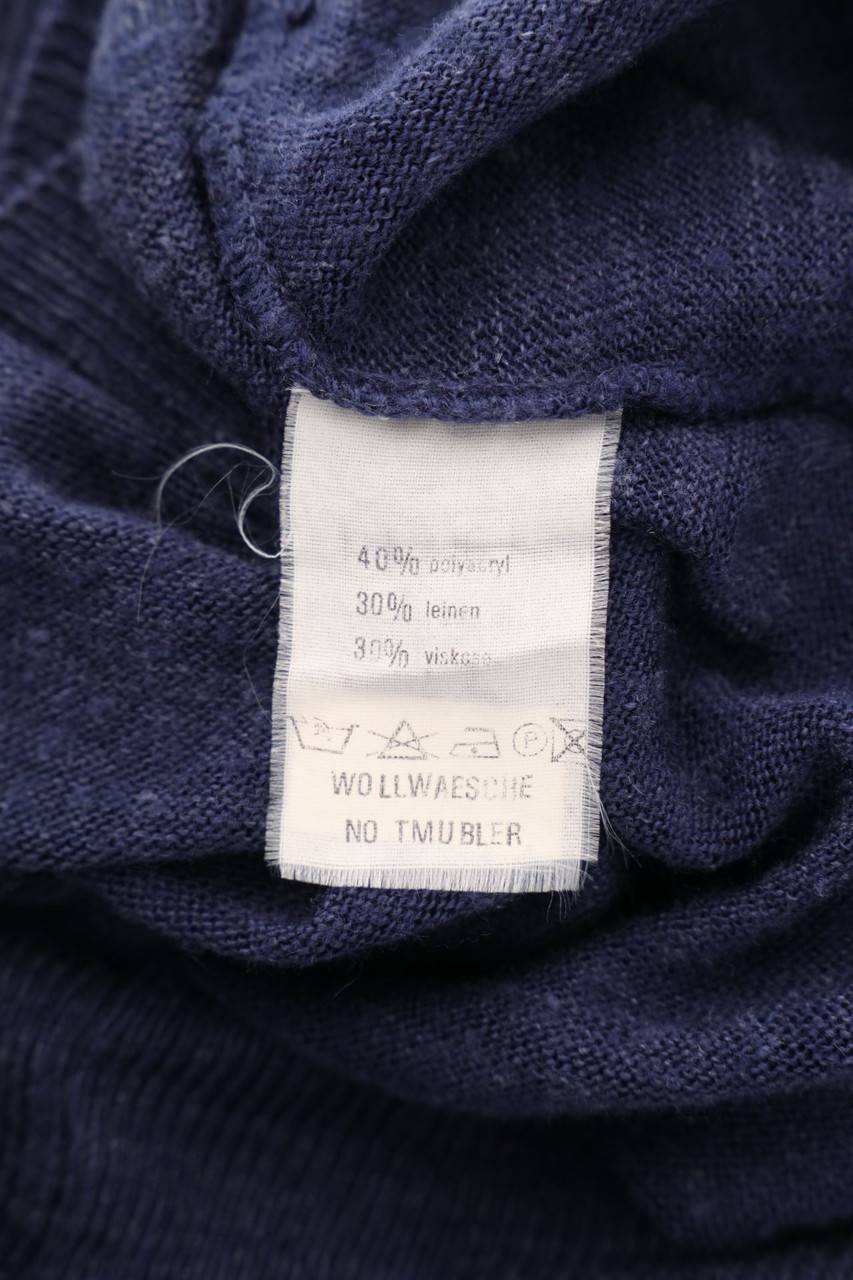 40% polyacryl
30% leinen
30% viskose
P
WOLLWAESCHE
NO TMUBLER